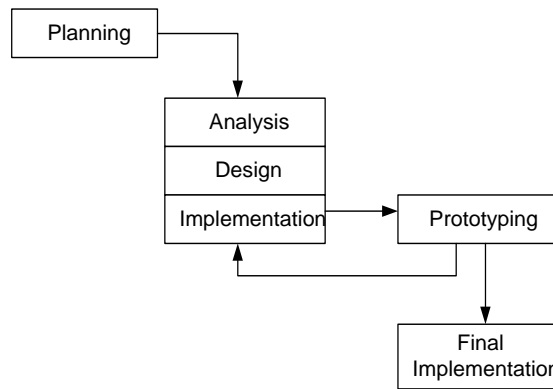 Planning
Analysis
Design
Implementation
Prototyping
Final
Implementation